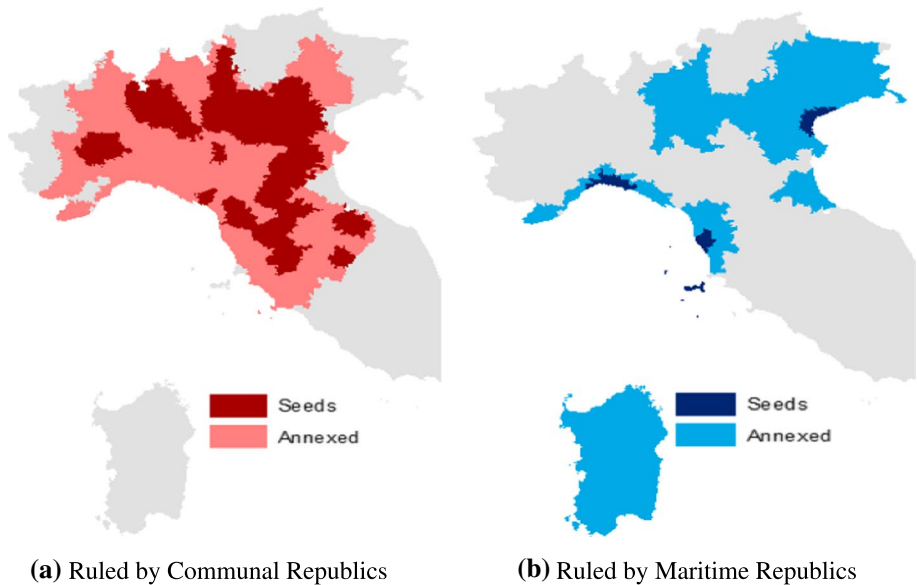 Seeds
Annexed
Seeds
Annexed
(a) Ruled by Communal Republics
(b) Ruled by Maritime Republics